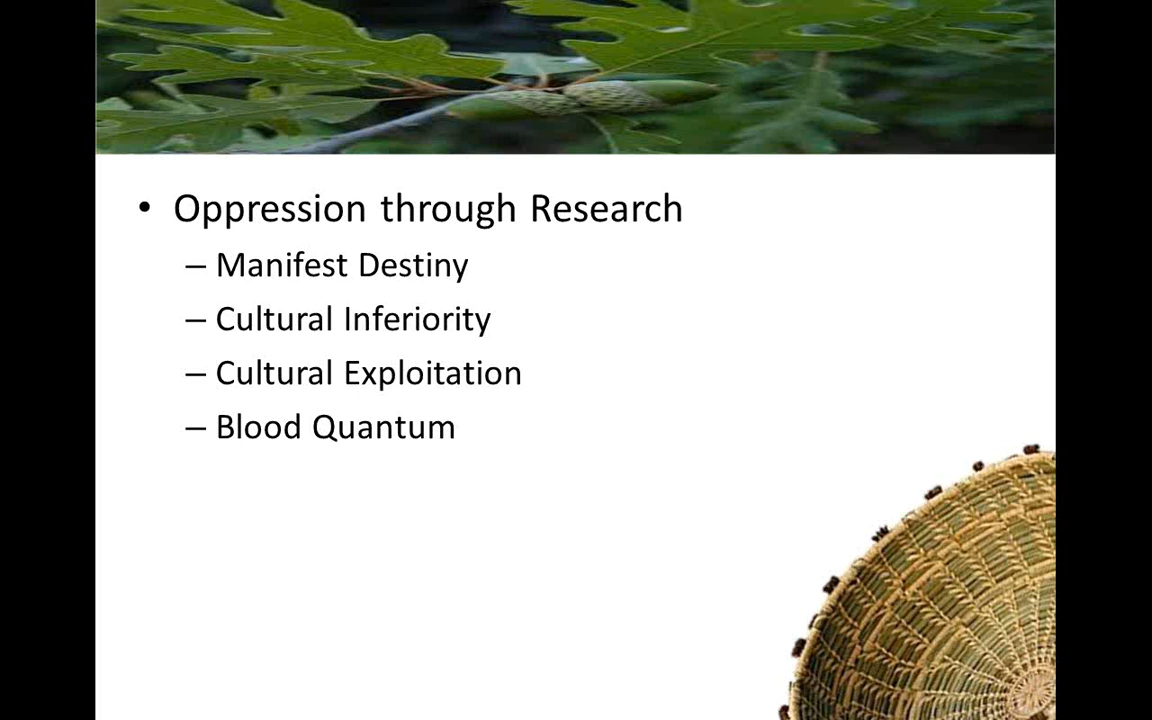 • Oppression through Research
– Manifest Destiny
– Cultural Inferiority
– Cultural Exploitation
– Blood Quantum